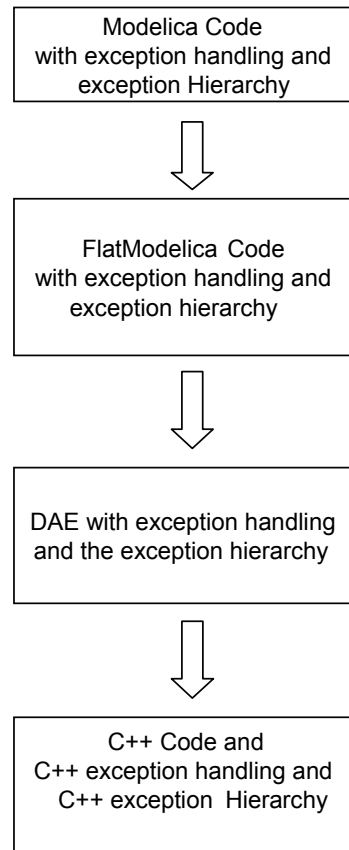 Modelica Code
with exception handling and
exception Hierarchy
FlatModelica Code
with exception handling and
exception hierarchy
DAE with exception handling
and the exception hierarchy
C++ Code and
C++ exception handling and
C++ exception Hierarchy